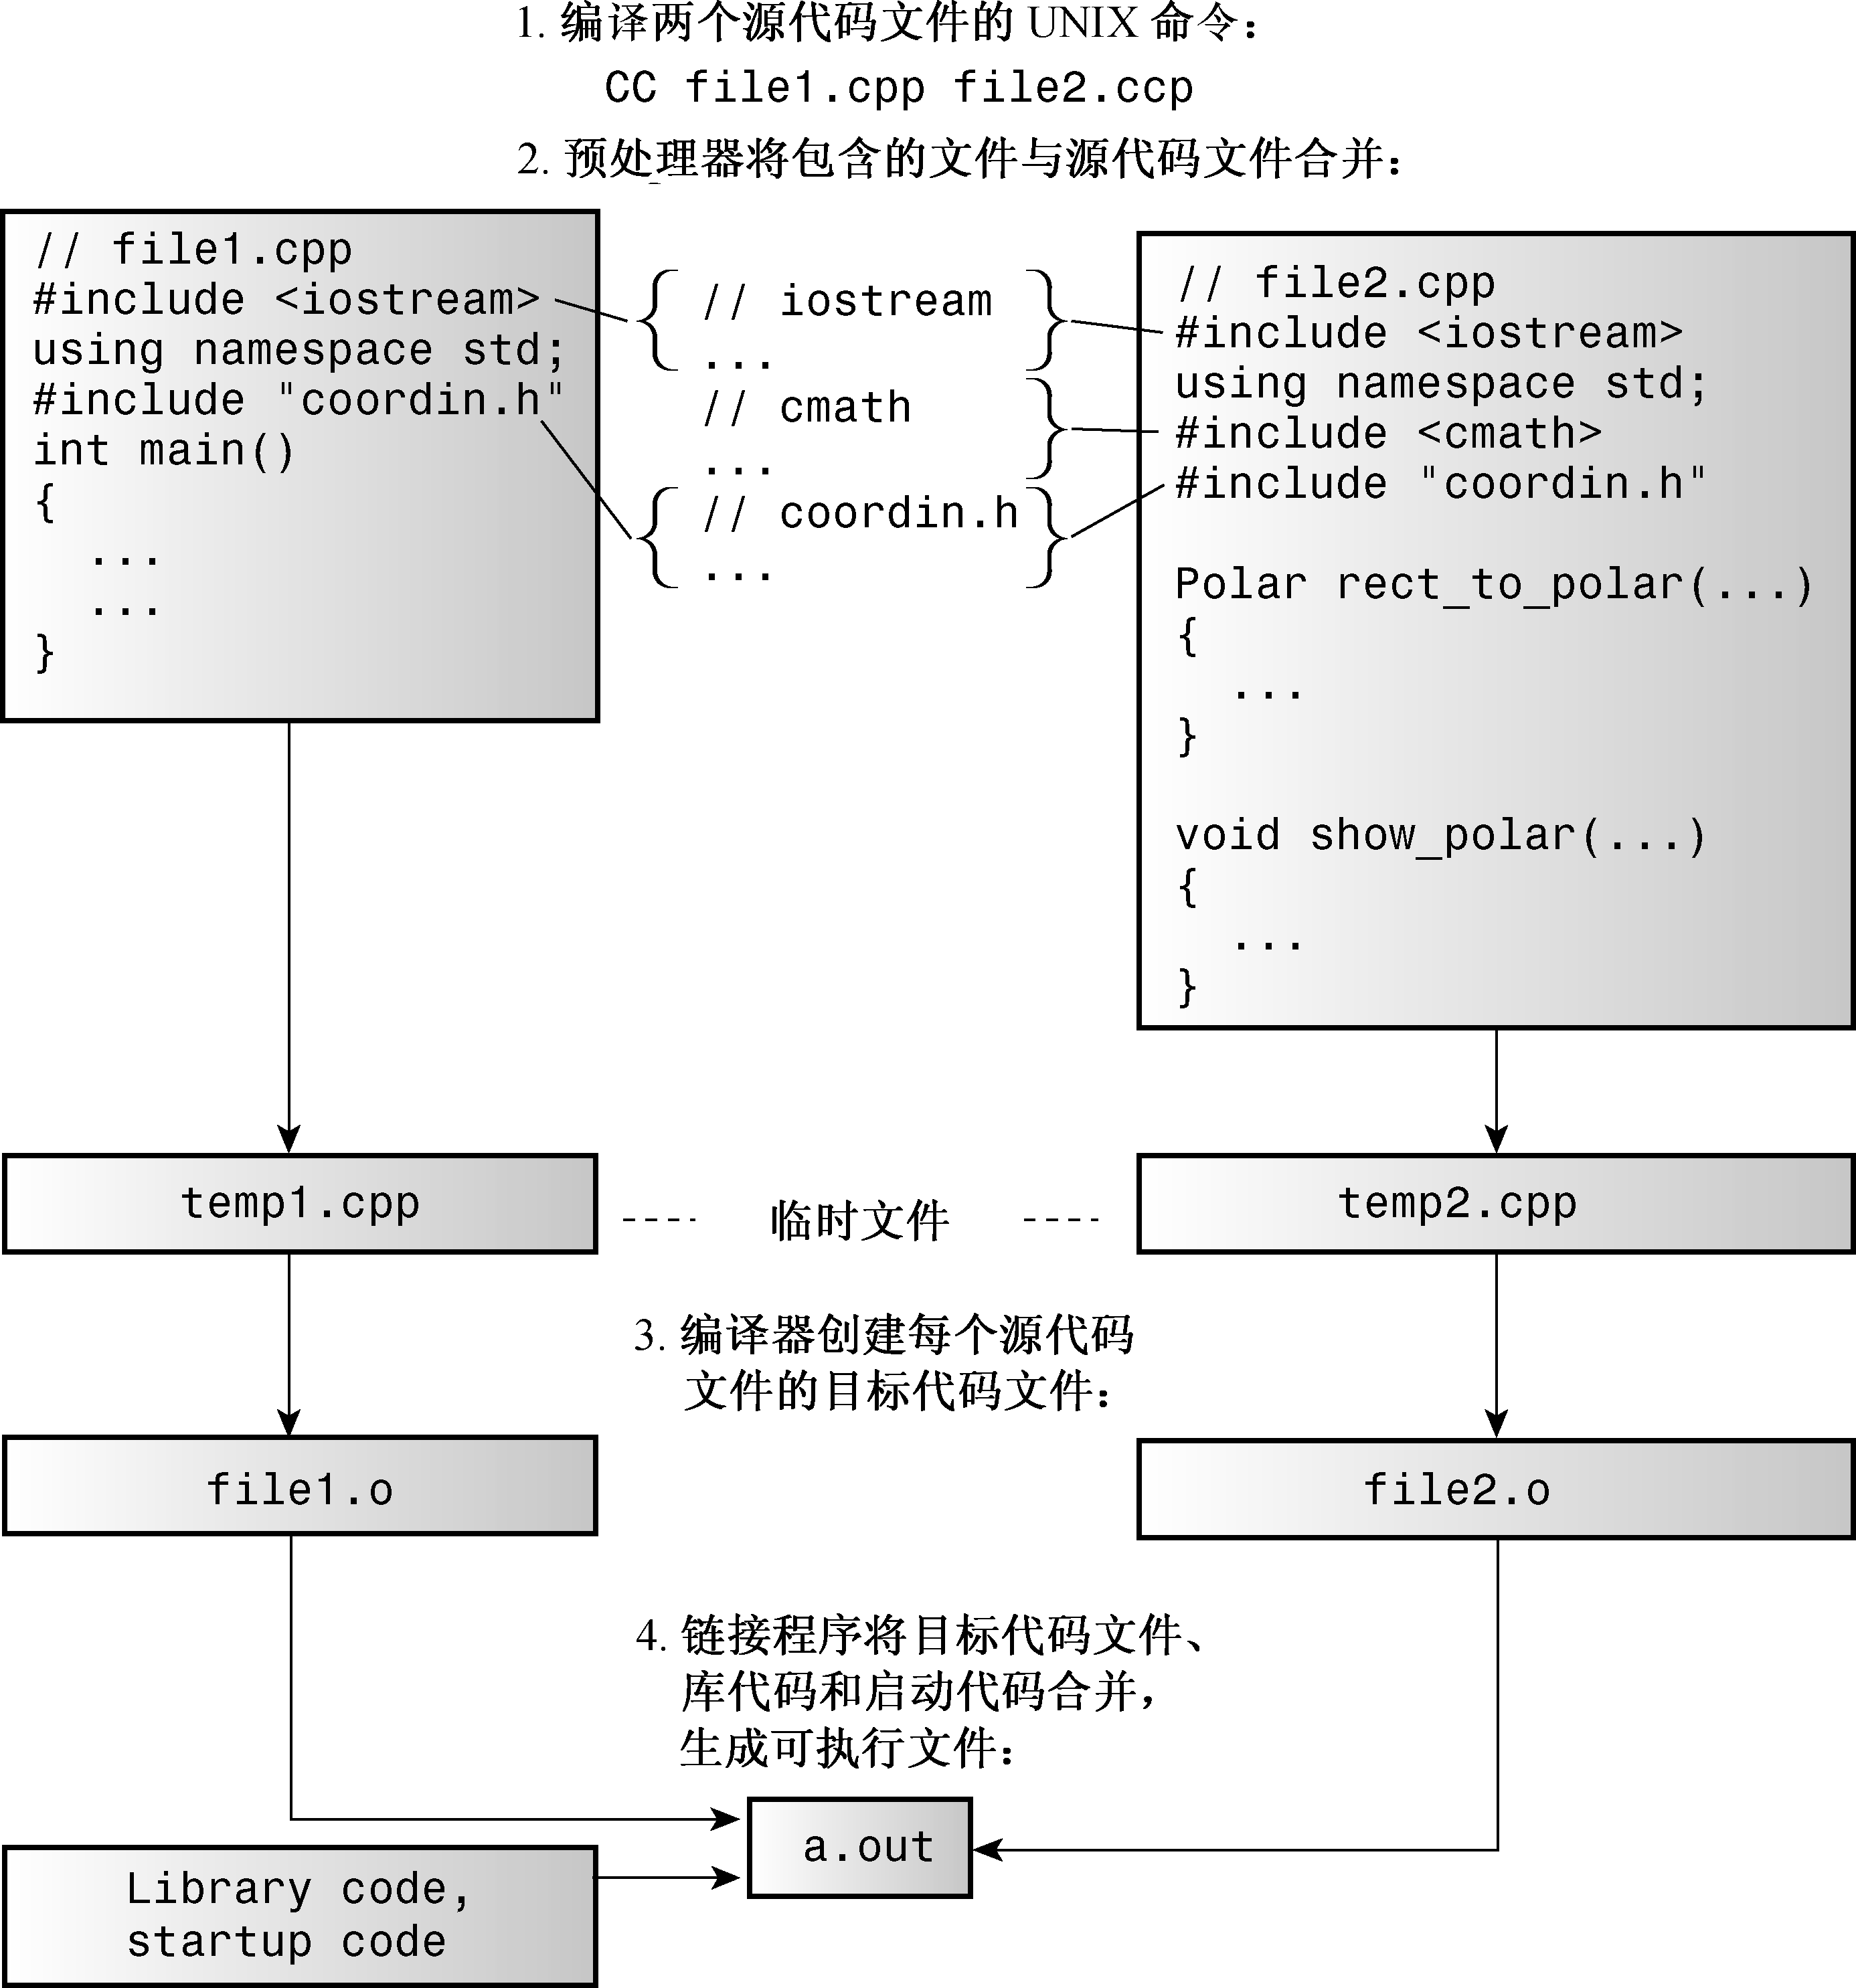 1. 编译两个源代码文件的 UNIX 命令：
CC file1.cpp file2.ccp
2. 预处理器将包含的文件与源代码文件合并：
// file1.cpp
#include <iostream>
using namespace std;
#include "coordin.h"
int main()
{
...
...
}
// iostream
...
// cmath
...
// coordin.h
...
// file2.cpp
#include <iostream>
using namespace std;
#include <cmath>
#include "coordin.h"
Polar rect_to_polar(...)
{
...
}
void show_polar(...)
{
...
}
temp1.cpp
临时文件
temp2.cpp
3. 编译器创建每个源代码
文件的目标代码文件：
file1.o
file2.o
4. 链接程序将目标代码文件、
库代码和启动代码合并，
生成可执行文件：
a.out
Library code,
startup code